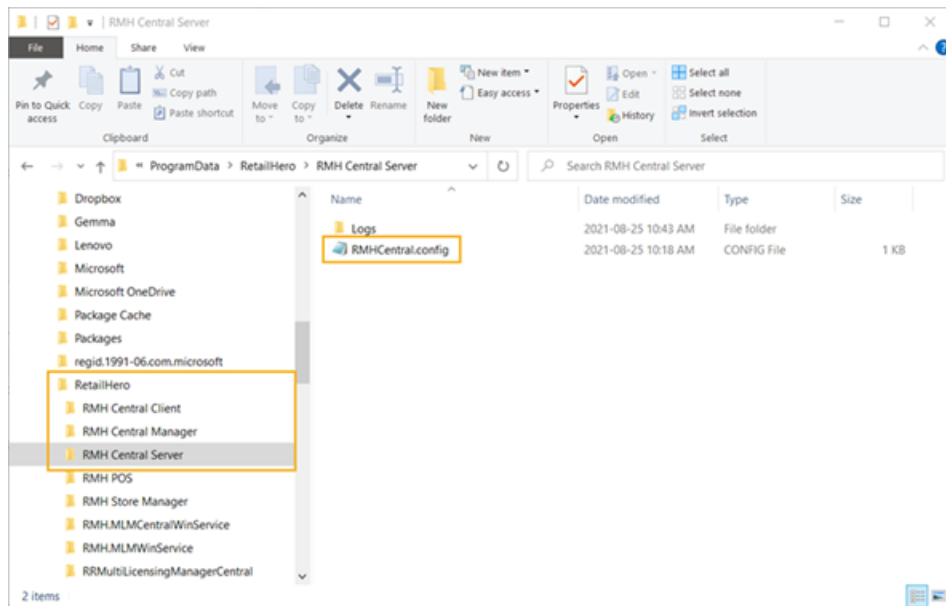 RMH Central Server
File Home Share View
Pin to Quick access
Copy
Paste
Cut
Copy path
Paste shortcut
Clipboard
Move to
Copy to
Delete
Rename
Organize
New folder
New item
Easy access
New
Properties
Open
Edit
History
Open
Select all
Select none
Invert selection
Select
« ProgramData > RetailHero > RMH Central Server
Search RMH Central Server
Name Date modified Type Size
Logs 2021-08-25 10:43 AM File folder
RMHCentral.config 2021-08-25 10:18 AM CONFIG File 1 KB
Dropbox
Gemma
Lenovo
Microsoft
Microsoft OneDrive
Package Cache
Packages
regid.1991-06.com.microsoft
RetailHero
RMH Central Client
RMH Central Manager
RMH Central Server
RMH POS
RMH Store Manager
RMH.MLMCentralWinService
RMH.MLMWinService
RRMultiLicensingManagerCentral
2 items